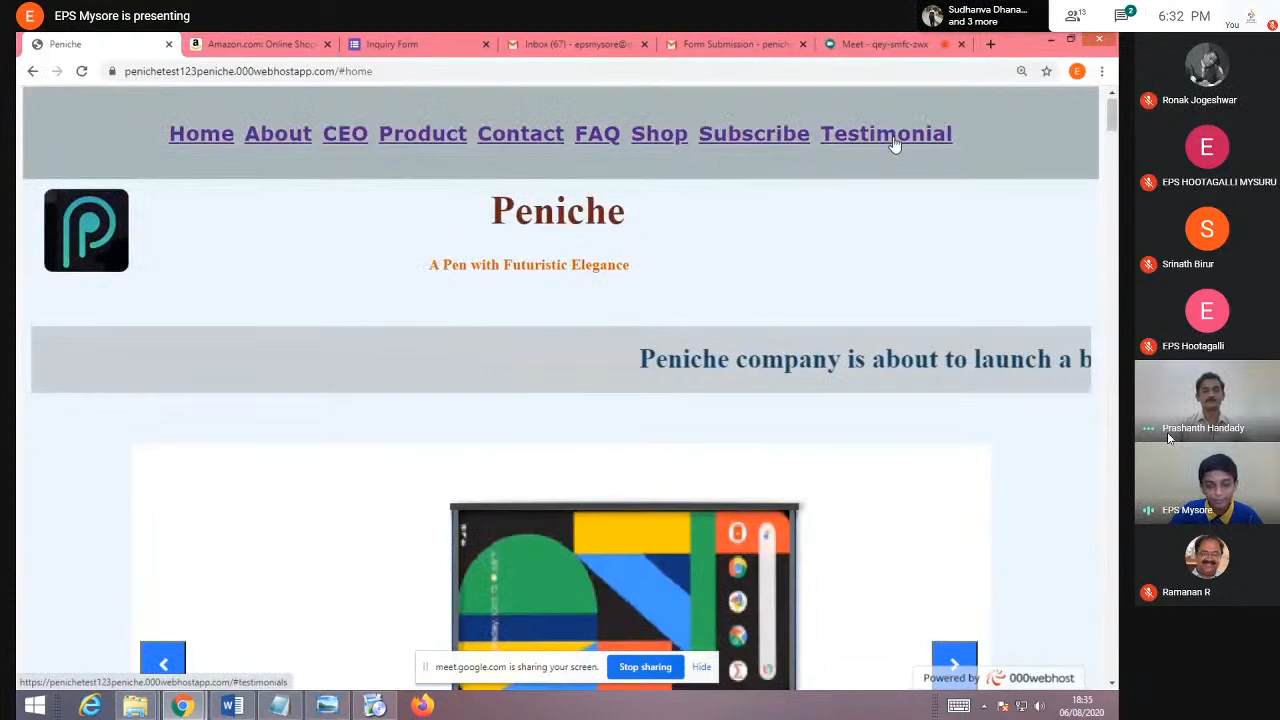 E EPS Mysore is presenting
Sudhanva Dhana...
and 3 more
13
2
6:32 PM
You
Peniche
Amazon.com: Online Shop
Inquiry Form
Inbox (67) - epsmysore@
Form Submission - penich
Meet - qey-smfc-zwx
penichetest123peniche.000webhostapp.com/#home
E
Home About CEO Product Contact FAQ Shop Subscribe Testimonial
Peniche
A Pen with Futuristic Elegance
Peniche company is about to launch a b
meet.google.com is sharing your screen. Stop sharing Hide
Powered by 000webhost
https://penichetest123peniche.000webhostapp.com/#testimonials
18:35
06/08/2020
Ronak Jogeshwar
E
EPS HOOTAGALLI MYSURU
S
Srinath Birur
E
EPS Hootagalli
Prashanth Handady
EPS Mysore
Ramanan R